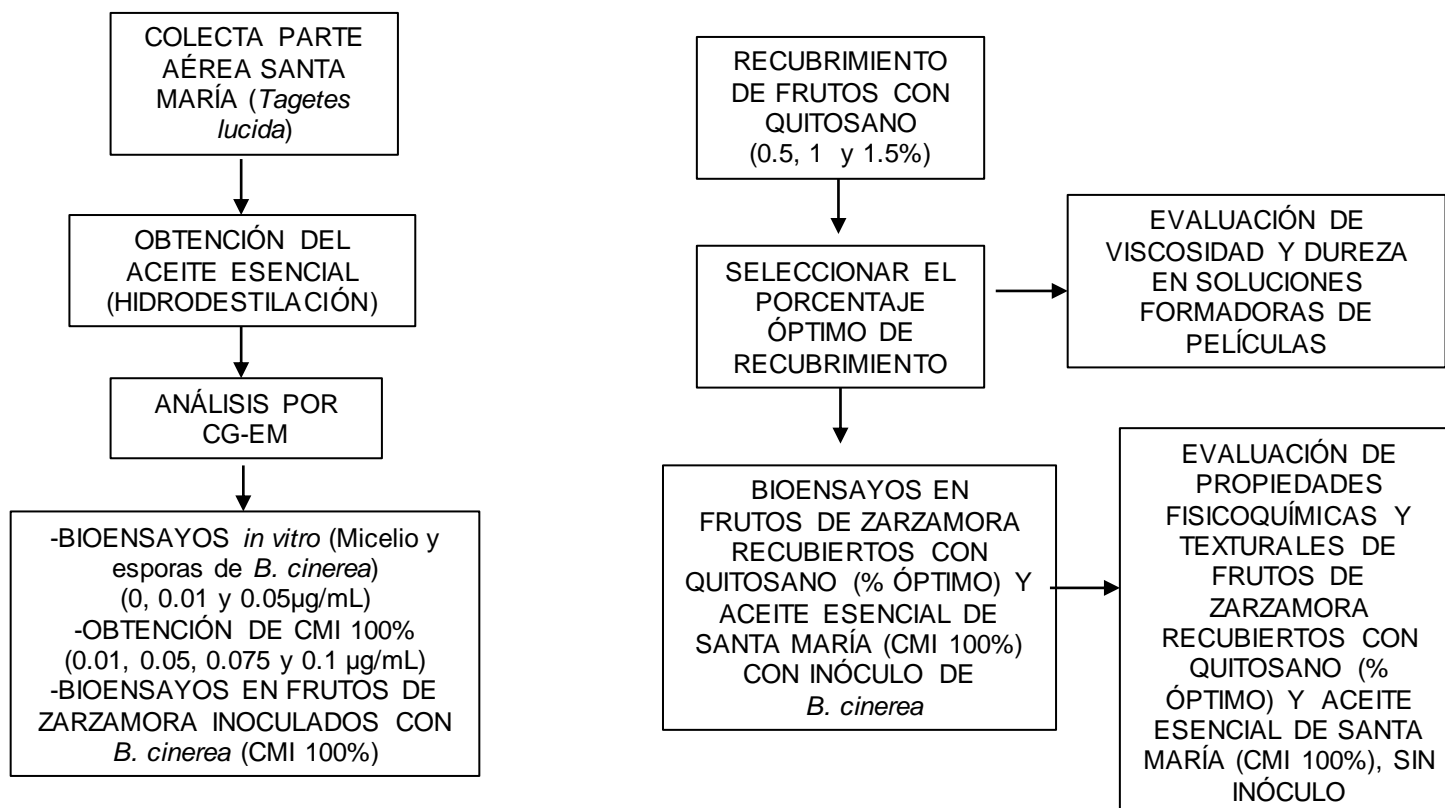 COLECTA PARTE
AÉREA SANTA
MARÍA (Tagetes
lucida)
OBTENCIÓN DEL
ACEITE ESENCIAL
(HIDRODESTILACIÓN)
ANÁLISIS POR
CG-EM
-BIOENSAYOS in vitro (Micelio y
esporas de B. cinerea)
(0, 0.01 y 0.05µg/mL)
-OBTENCIÓN DE CMI 100%
(0.01, 0.05, 0.075 y 0.1 µg/mL)
-BIOENSAYOS EN FRUTOS DE
ZARZAMORA INOCULADOS CON
B. cinerea (CMI 100%)
RECUBRIMIENTO
DE FRUTOS CON
QUITOSANO
(0.5, 1 y 1.5%)
SELECCIONAR EL
PORCENTAJE
ÓPTIMO DE
RECUBRIMIENTO
EVALUACIÓN DE
VISCOSIDAD Y DUREZA
EN SOLUCIONES
FORMADORAS DE
PELÍCULAS
BIOENSAYOS EN
FRUTOS DE ZARZAMORA
RECUBIERTOS CON
QUITOSANO (% ÓPTIMO) Y
ACEITE ESENCIAL DE
SANTA MARÍA (CMI 100%)
CON INÓCULO DE
B. cinerea
EVALUACIÓN DE
PROPIEDADES
FISICOQUÍMICAS Y
TEXTURALES DE
FRUTOS DE
ZARZAMORA
RECUBIERTOS CON
QUITOSANO (%
ÓPTIMO) Y ACEITE
ESENCIAL DE SANTA
MARÍA (CMI 100%), SIN
INÓCULO